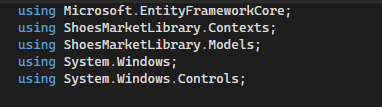 using Microsoft.EntityFrameworkCore;
using ShoesMarketLibrary.Contexts;
using ShoesMarketLibrary.Models;
using System.Windows;
using System.Windows.Controls;